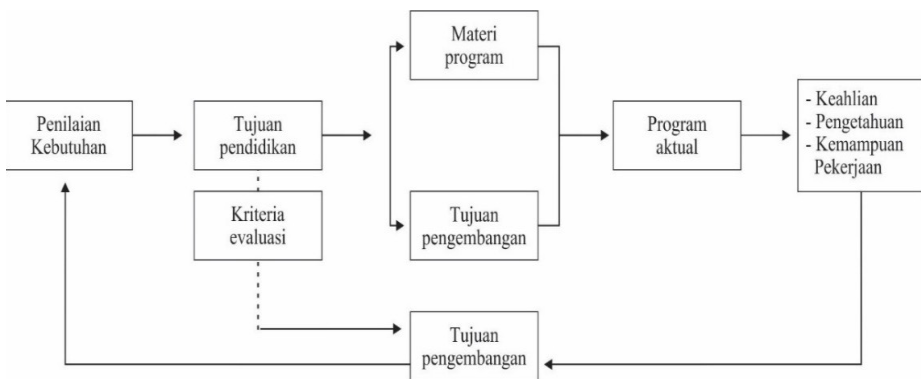 Materi
program
Penilaian
Kebutuhan
Tujuan
pendidikan
Kriteria
evaluasi
Tujuan
pengembangan
Program
aktual
- Keahlian
- Pengetahuan
- Kemampuan
Pekerjaan
Tujuan
pengembangan